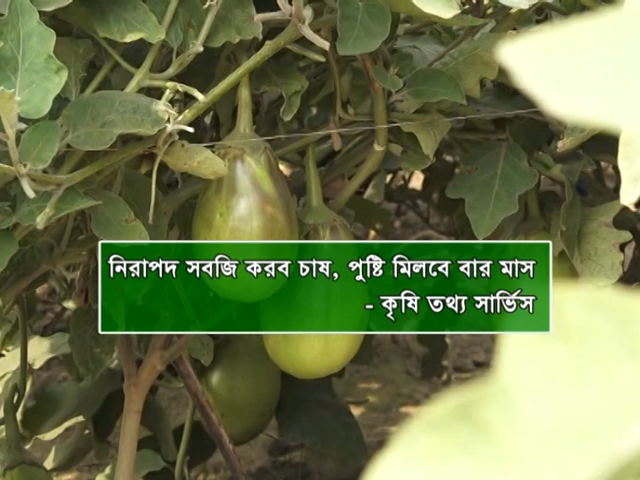 নিরাপদ সবজি করব চাষ, পুষ্টি মিলবে বার মাস
- কৃষি তথ্য সার্ভিস